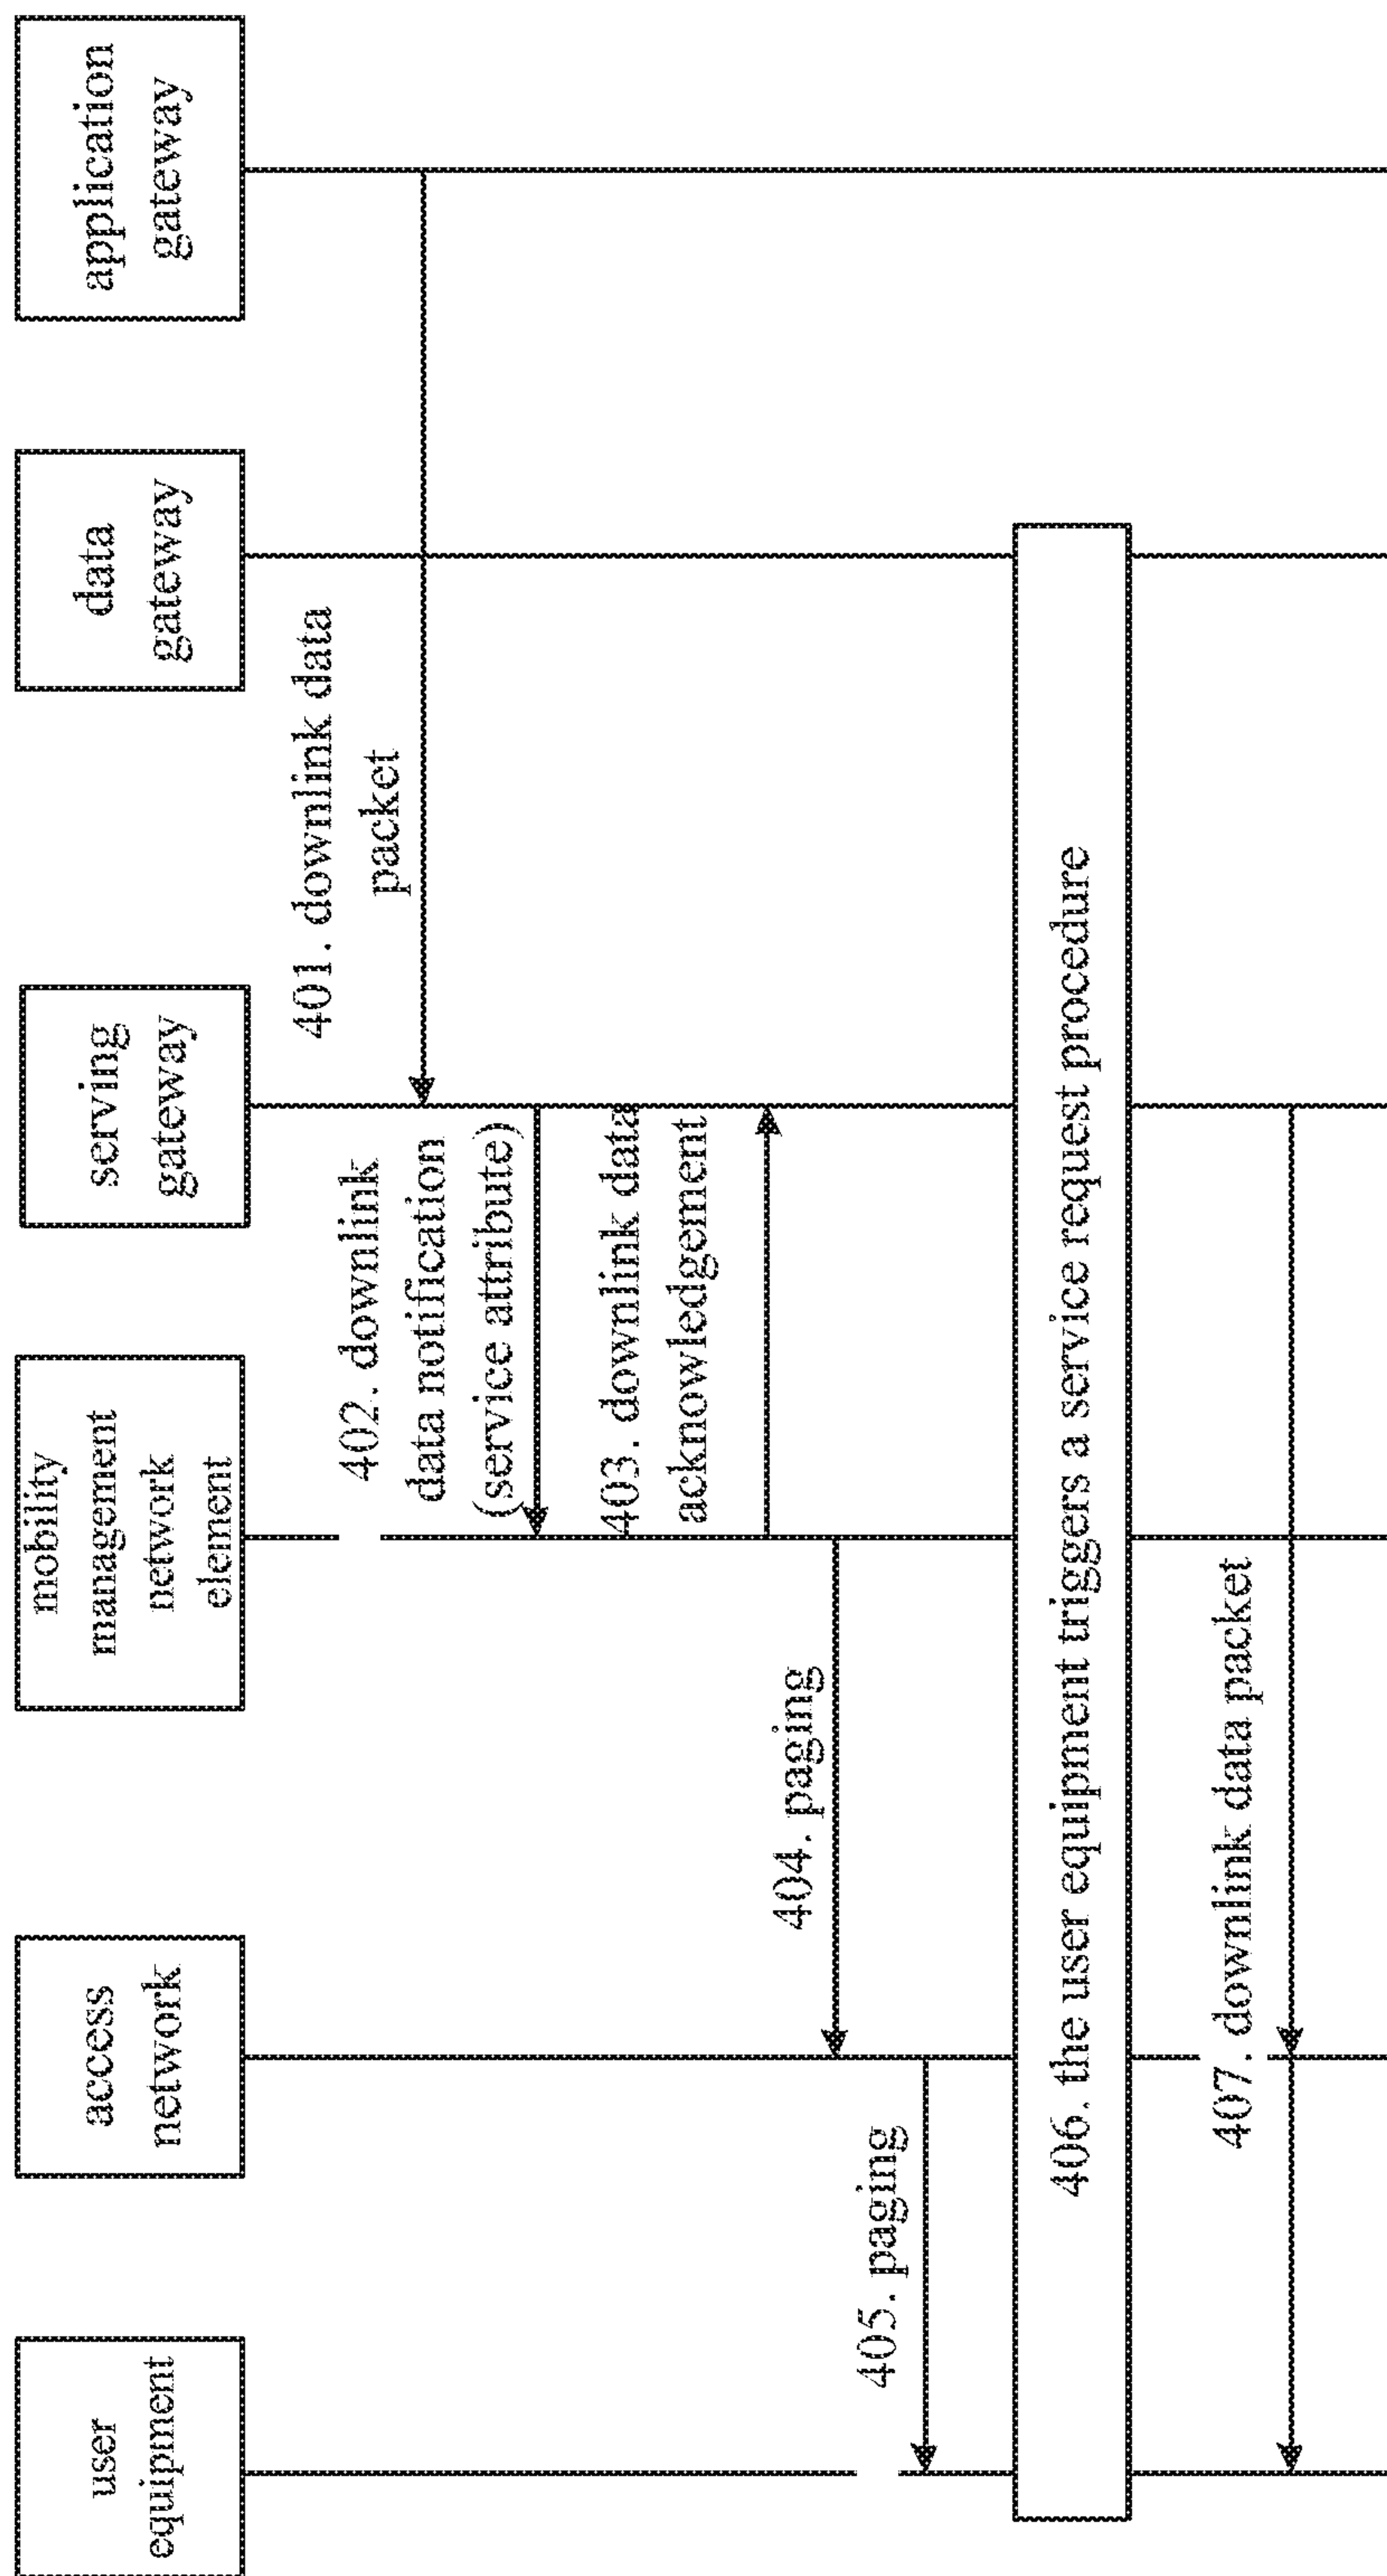 user
equipment
access
network
mobility
management
network
element
serving
gateway
data
gateway
application
gateway
401. downlink data
packet
402. downlink
data notification
(service attribute)
403. downlink data
acknowledgement
404. paging
405. paging
406. the user equipment triggers a service request procedure
407. downlink data packet